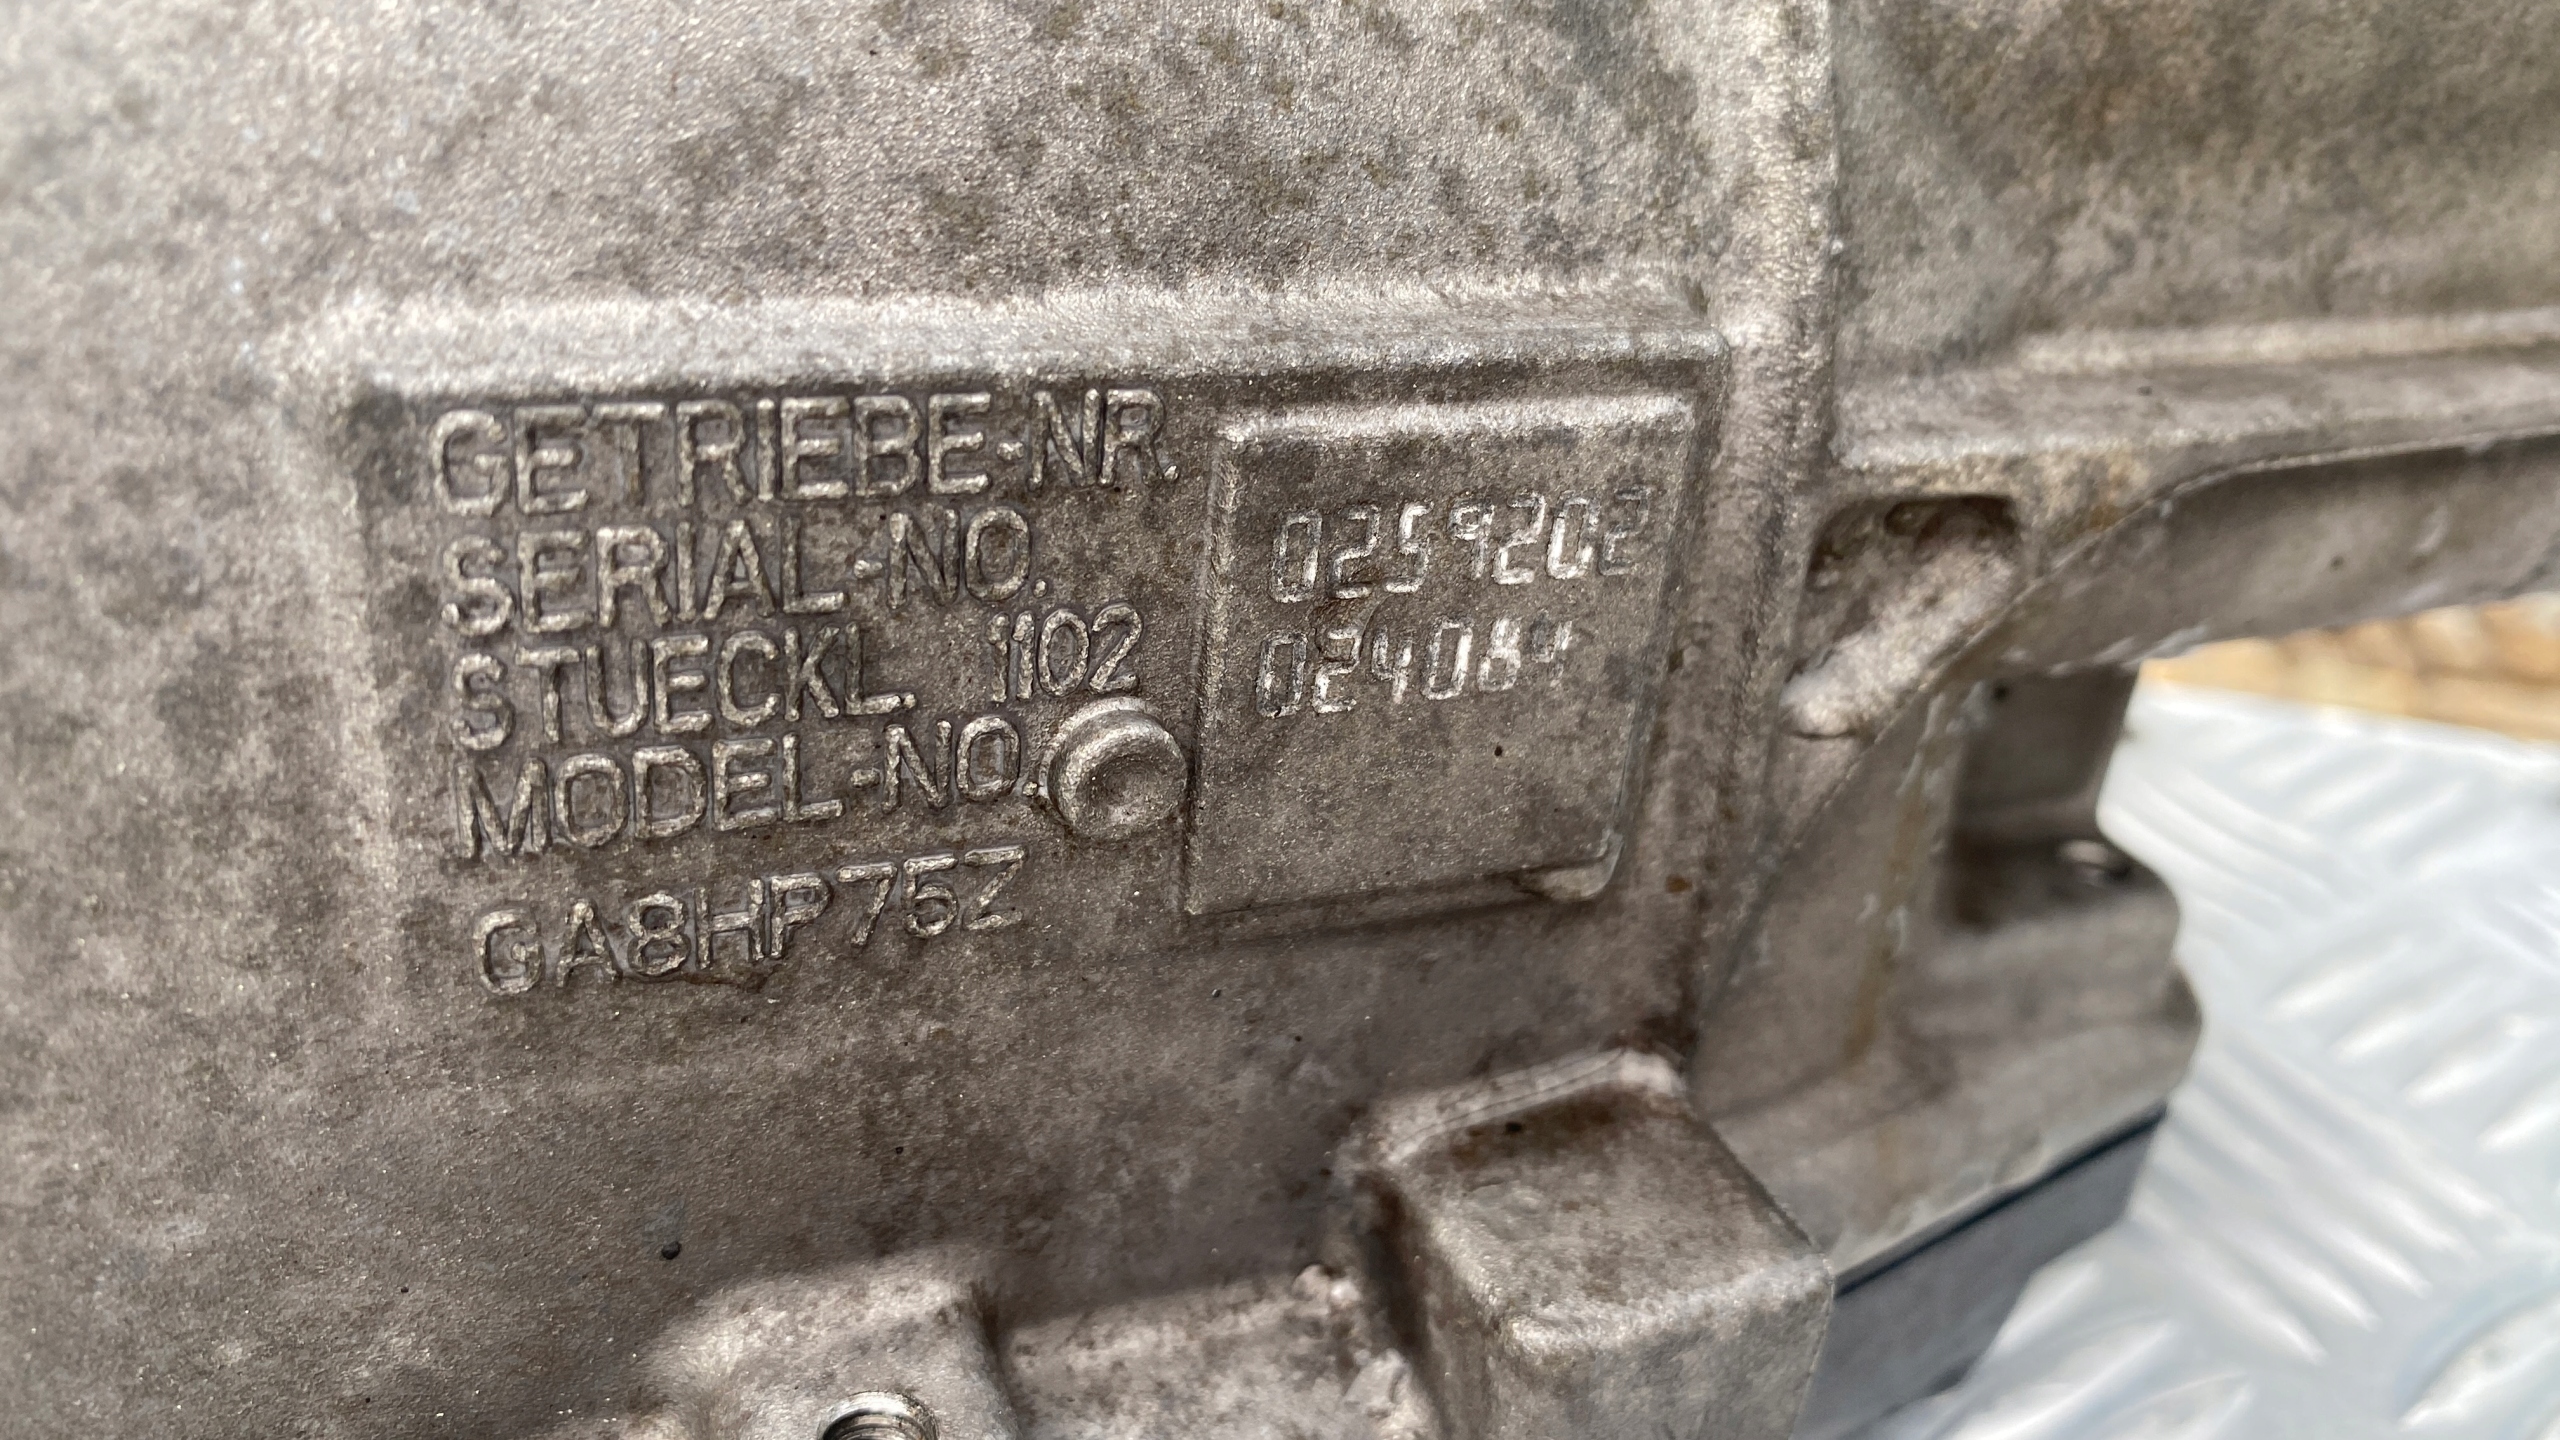 GETRIEBE-NR.
SERIAL-NO. 0259202
STUECKL. 1102
MODEL-NO.
GA8HP75Z